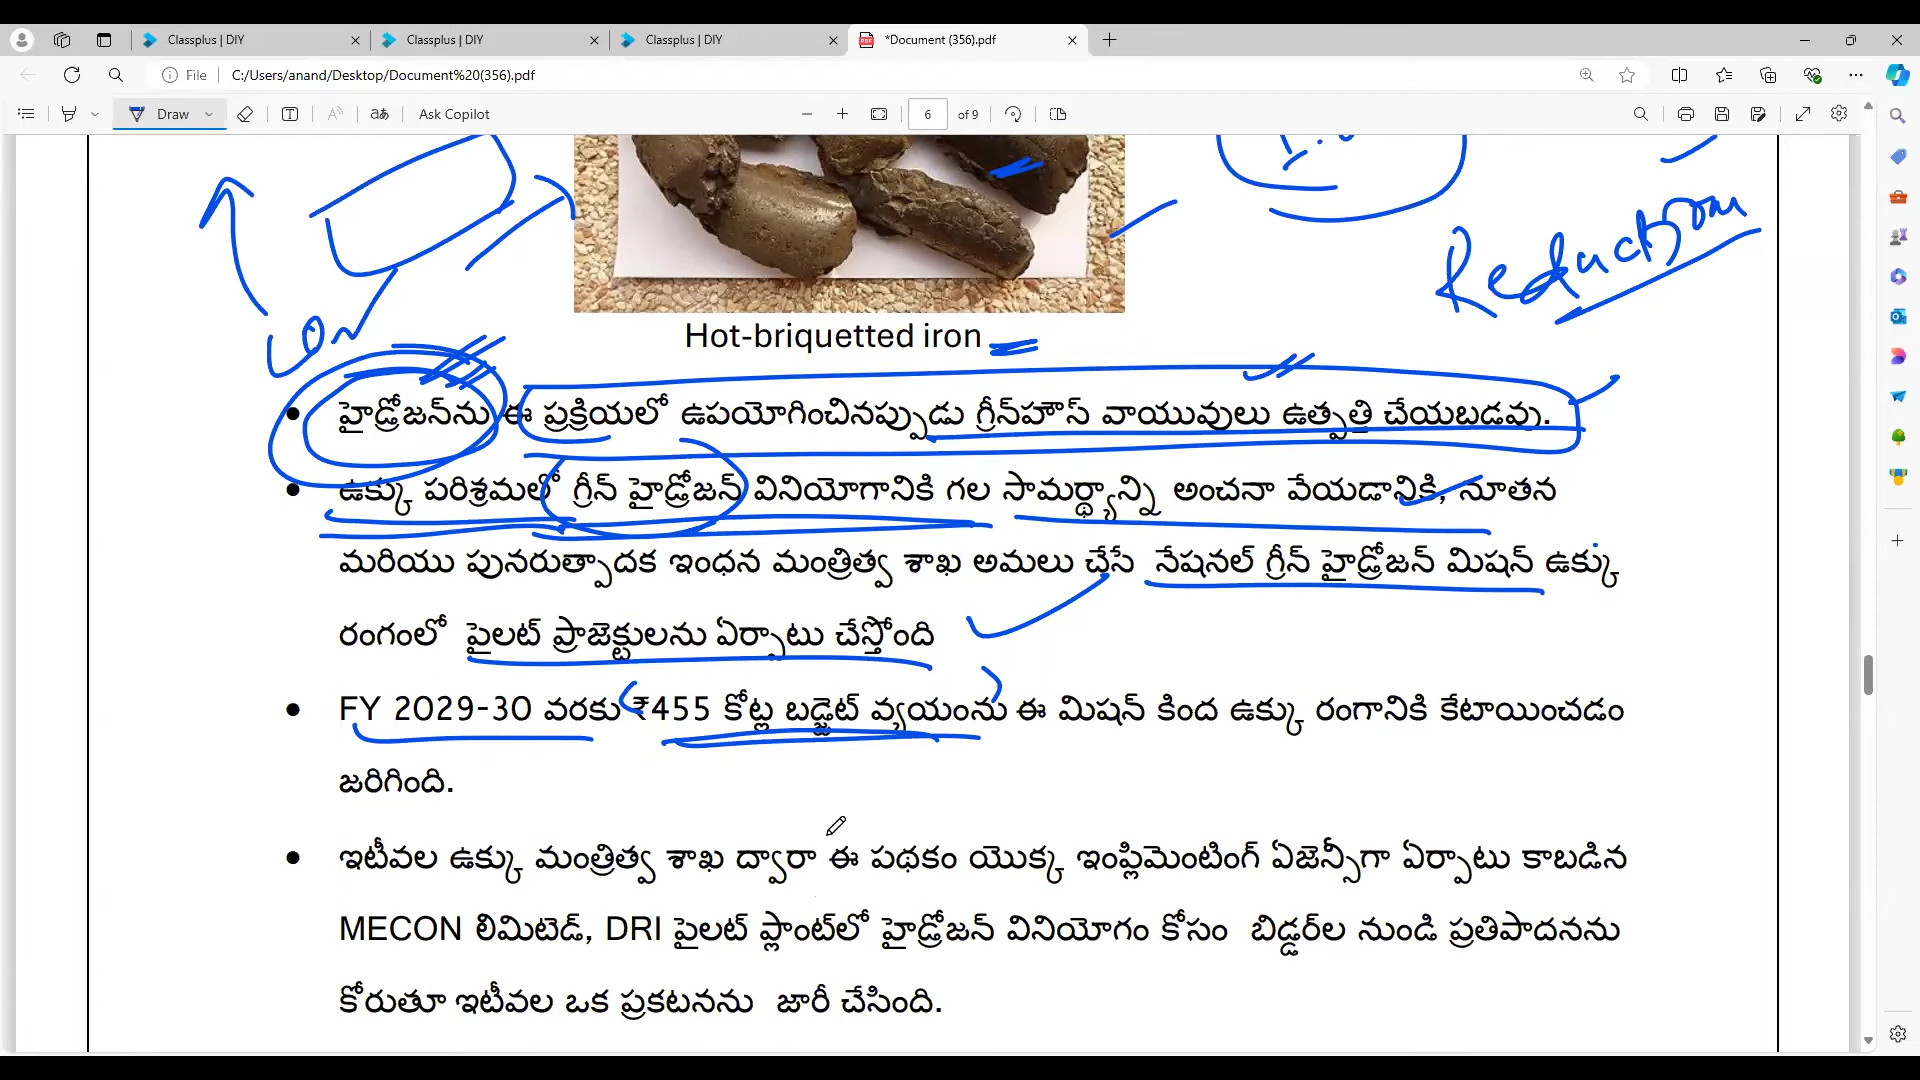 Classplus | DIY
Classplus | DIY
Classplus | DIY
*Document (356).pdf
File
C:/Users/anand/Desktop/Document%20(356).pdf
Draw
Ask Copilot
6 of 9
Reduction
Hot-briquetted iron
Iron
హైడ్రోజన్‌ను ఈ ప్రక్రియలో ఉపయోగించినప్పుడు గ్రీన్‌హౌస్ వాయువులు ఉత్పత్తి చేయబడవు.
ఉక్కు పరిశ్రమలో గ్రీన్ హైడ్రోజన్ వినియోగానికి గల సామర్థ్యాన్ని అంచనా వేయడానికి, నూతన
మరియు పునరుత్పాదక ఇంధన మంత్రిత్వ శాఖ అమలు చేసే నేషనల్ గ్రీన్ హైడ్రోజన్ మిషన్ ఉక్కు
రంగంలో పైలట్ ప్రాజెక్టులను ఏర్పాటు చేస్తోంది
FY 2029-30 వరకు ₹455 కోట్ల బడ్జెట్ వ్యయంను ఈ మిషన్ కింద ఉక్కు రంగానికి కేటాయించడం
జరిగింది.
ఇటీవల ఉక్కు మంత్రిత్వ శాఖ ద్వారా ఈ పథకం యొక్క ఇంప్లిమెంటింగ్ ఏజెన్సీగా ఏర్పాటు కాబడిన
MECON లిమిటెడ్, DRI పైలట్ ప్లాంట్‌లో హైడ్రోజన్ వినియోగం కోసం బిడ్డర్‌ల నుండి ప్రతిపాదనను
కోరుతూ ఇటీవల ఒక ప్రకటనను జారీ చేసింది.